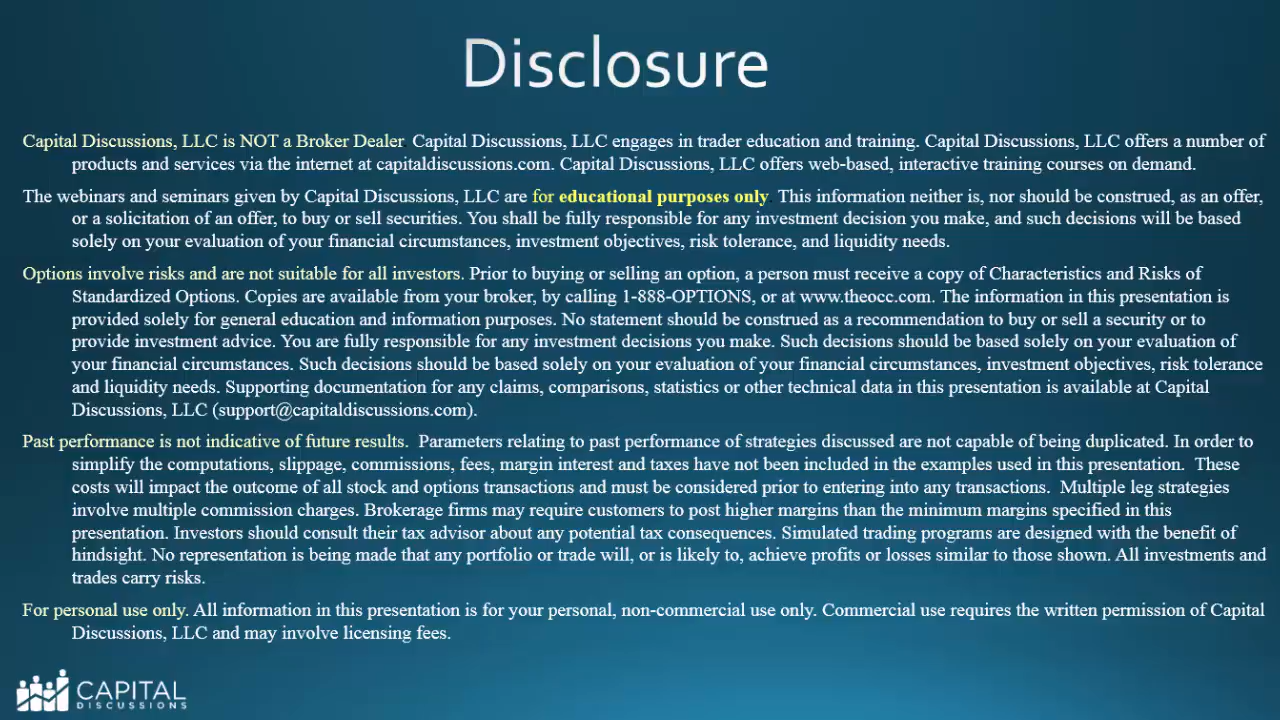 Disclosure
Capital Discussions, LLC is NOT a Broker Dealer. Capital Discussions, LLC engages in trader education and training. Capital Discussions, LLC offers a number of
products and services via the internet at capitaldiscussions.com. Capital Discussions, LLC offers web-based, interactive training courses on demand.
The webinars and seminars given by Capital Discussions, LLC are for educational purposes only. This information neither is, nor should be construed, as an offer,
or a solicitation of an offer, to buy or sell securities. You shall be fully responsible for any investment decision you make, and such decisions will be based
solely on your evaluation of your financial circumstances, investment objectives, risk tolerance, and liquidity needs.
Options involve risks and are not suitable for all investors. Prior to buying or selling an option, a person must receive a copy of Characteristics and Risks of
Standardized Options. Copies are available from your broker, by calling 1-888-OPTIONS, or at www.theocc.com. The information in this presentation is
provided solely for general education and information purposes. No statement should be construed as a recommendation to buy or sell a security or to
provide investment advice. You are fully responsible for any investment decisions you make. Such decisions should be based solely on your evaluation of
your financial circumstances. Such decisions should be based solely on your evaluation of your financial circumstances, investment objectives, risk tolerance
and liquidity needs. Supporting documentation for any claims, comparisons, statistics or other technical data in this presentation is available at Capital
Discussions, LLC (support@capitaldiscussions.com).
Past performance is not indicative of future results. Parameters relating to past performance of strategies discussed are not capable of being duplicated. In order to
simplify the computations, slippage, commissions, fees, margin interest and taxes have not been included in the examples used in this presentation. These
costs will impact the outcome of all stock and options transactions and must be considered prior to entering into any transactions. Multiple leg strategies
involve multiple commission charges. Brokerage firms may require customers to post higher margins than the minimum margins specified in this
presentation. Investors should consult their tax advisor about any potential tax consequences. Simulated trading programs are designed with the benefit of
hindsight. No representation is being made that any portfolio or trade will, or is likely to, achieve profits or losses similar to those shown. All investments and
trades carry risks.
For personal use only. All information in this presentation is for your personal, non-commercial use only. Commercial use requires the written permission of Capital
Discussions, LLC and may involve licensing fees.
CAPITAL
DISCUSSIONS